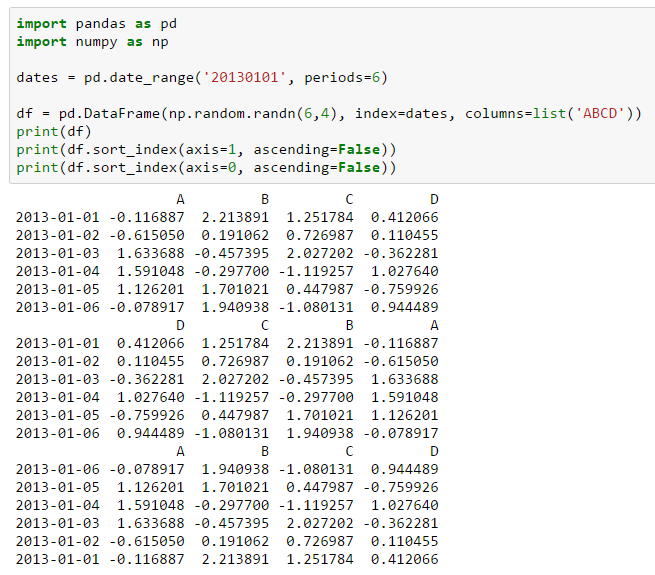 import pandas as pd
import numpy as np
dates = pd.date_range('20130101', periods=6)
df = pd.DataFrame(np.random.randn(6,4), index=dates, columns=list('ABCD'))
print(df)
print(df.sort_index(axis=1, ascending=False))
print(df.sort_index(axis=0, ascending=False))
A B C D
2013-01-01 -0.116887 2.213891 1.251784 0.412066
2013-01-02 -0.615050 0.191062 0.726987 0.110455
2013-01-03 1.633688 -0.457395 2.027202 -0.362281
2013-01-04 1.591048 -0.297700 -1.119257 1.027640
2013-01-05 1.126201 1.701021 0.447987 -0.759926
2013-01-06 -0.078917 1.940938 -1.080131 0.944489
D C B A
2013-01-01 0.412066 1.251784 2.213891 -0.116887
2013-01-02 0.110455 0.726987 0.191062 -0.615050
2013-01-03 -0.362281 2.027202 -0.457395 1.633688
2013-01-04 1.027640 -1.119257 -0.297700 1.591048
2013-01-05 -0.759926 0.447987 1.701021 1.126201
2013-01-06 0.944489 -1.080131 1.940938 -0.078917
A B C D
2013-01-06 -0.078917 1.940938 -1.080131 0.944489
2013-01-05 1.126201 1.701021 0.447987 -0.759926
2013-01-04 1.591048 -0.297700 -1.119257 1.027640
2013-01-03 1.633688 -0.457395 2.027202 -0.362281
2013-01-02 -0.615050 0.191062 0.726987 0.110455
2013-01-01 -0.116887 2.213891 1.251784 0.412066